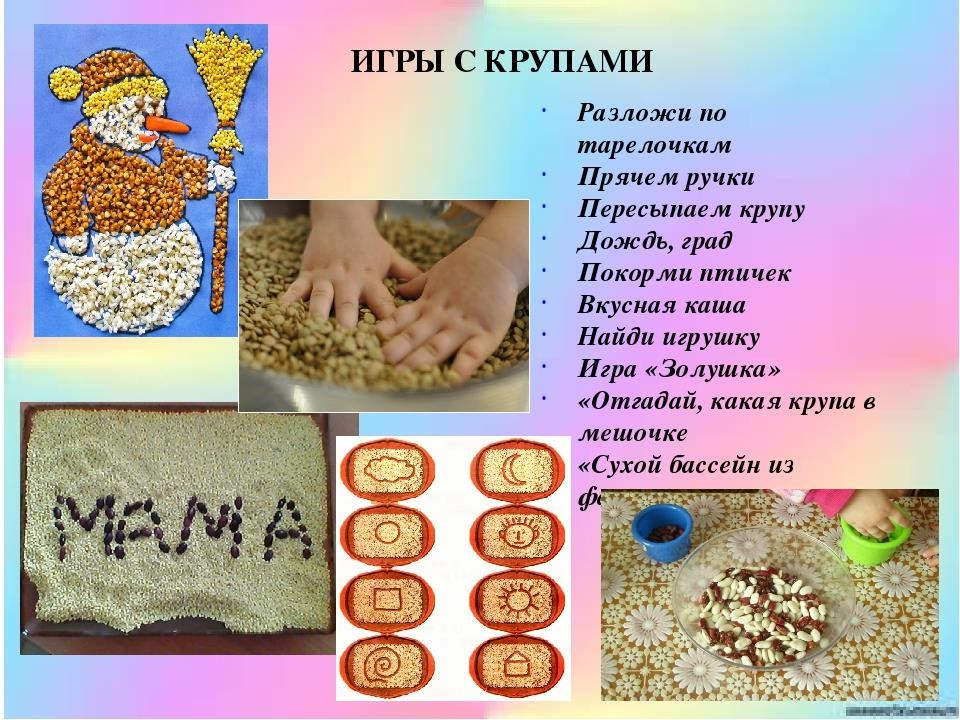 ИГРЫ С КРУПАМИ
Разложи по
тарелочкам
Прячем ручки
Пересыпаем крупу
Дождь, град
Покорми птичек
Вкусная каша
Найди игрушку
Игра «Золушка»
«Отгадай, какая крупа в
мешочке
«Сухой бассейн из
МАМА